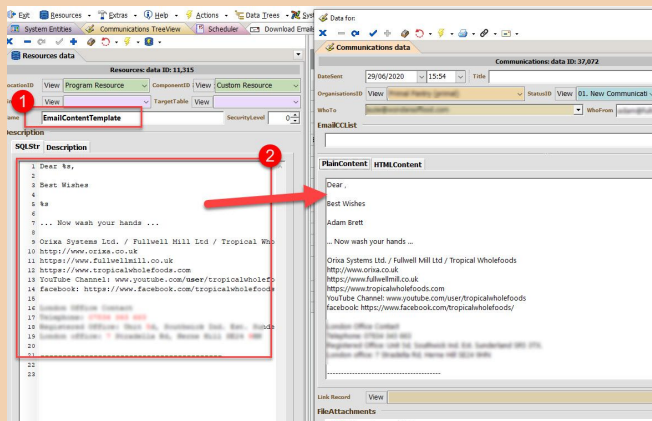 Exit Resources Extras Help Actions Data Trees
System Entities Communications TreeView Scheduler Download Emails
Resources data
Resources: data ID: 11,315
LocationID View Program Resource ComponentID View Custom Resource
View TargetTable View
1
EmailContentTemplate SecurityLevel 0
Description
SQLStr Description
2
1 Dear %s,
2
3 Best Wishes
4
5 %s
6
7 ... Now wash your hands ...
8
9 Orixa Systems Ltd. / Fullwell Mill Ltd / Tropical Who
10 http://www.orixa.co.uk
11 https://www.fullwellmill.co.uk
12 https://www.tropicalwholefoods.com
13 YouTube Channel: www.youtube.com/user/tropicalwholefo
14 facebook: https://www.facebook.com/tropicalwholefoods
15
16
17
18
19
20
21 ----------------------------------------
22
23
Data for:
Communications data
Communications: data ID: 37,072
DateSent 29/06/2020 15:54 Title
OrganisationsID View StatusID View 01. New Communicati
WhoTo WhoFrom
EmailCCList
PlainContent HTMLContent
Dear ,
Best Wishes
Adam Brett
... Now wash your hands ...
Orixa Systems Ltd. / Fullwell Mill Ltd / Tropical Wholefoods
http://www.orixa.co.uk
https://www.fullwellmill.co.uk
https://www.tropicalwholefoods.com
YouTube Channel: www.youtube.com/user/tropicalwholefoods
facebook: https://www.facebook.com/tropicalwholefoods/
----------------------------------------
Link Record View
FileAttachments